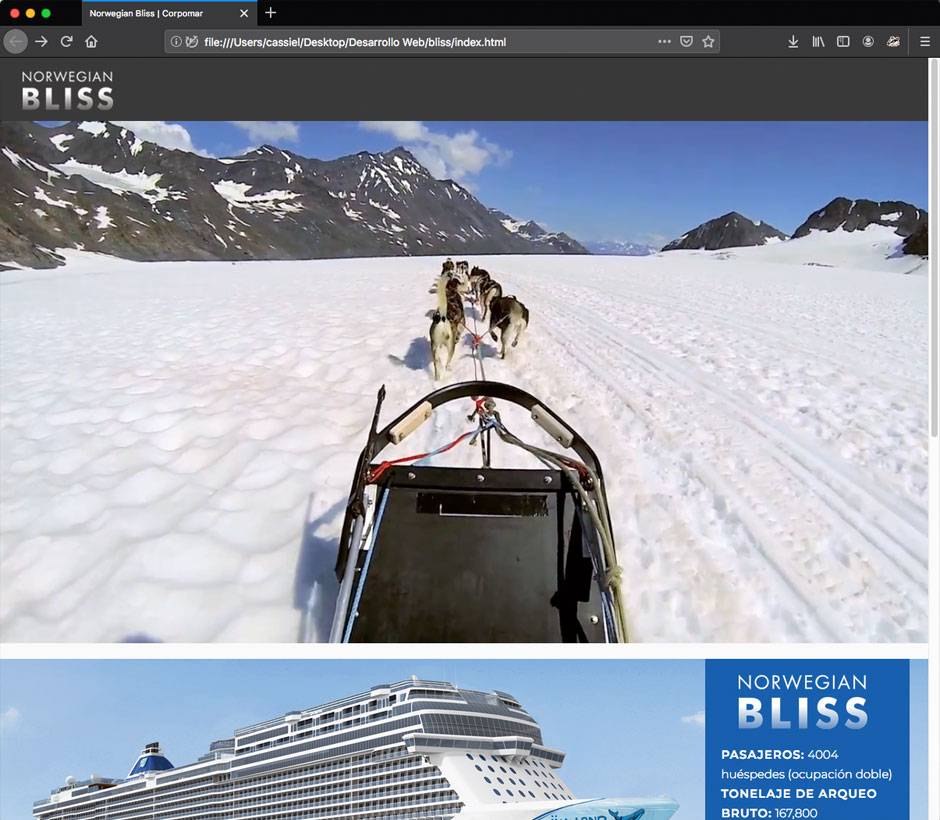 Norwegian Bliss | Corpomar
file:///Users/cassiel/Desktop/Desarrollo Web/bliss/index.html
NORWEGIAN
BLISS
NORWEGIAN
BLISS
PASAJEROS: 4004
huéspedes (ocupación doble)
TONELAJE DE ARQUEO
BRUTO: 167,800